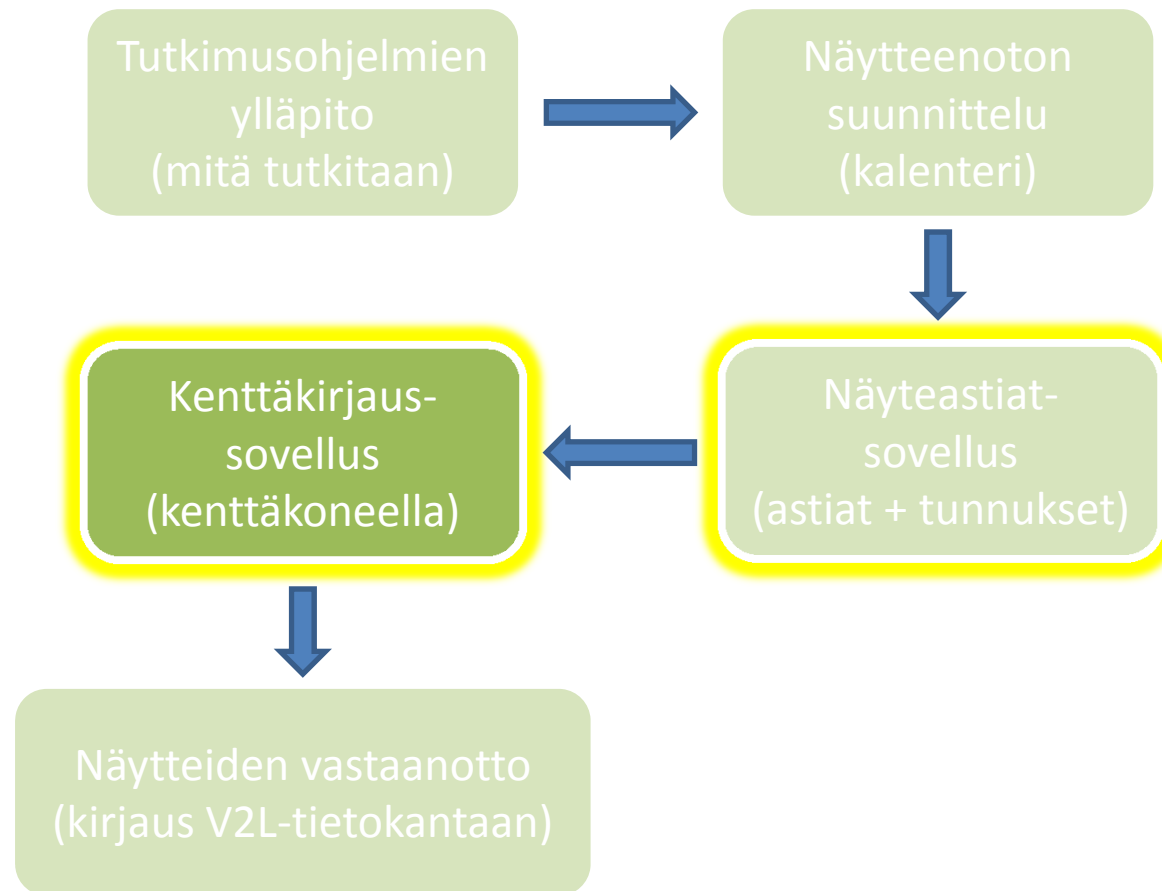 Tutkimusohjelmien
ylläpito
(mitä tutkitaan)
Näytteenoton
suunnittelu
(kalenteri)
Näyteastiat-
sovellus
(astiat + tunnukset)
Kenttäkirjaus-
sovellus
(kenttäkoneella)
Näytteiden vastaanotto
(kirjaus V2L-tietokantaan)